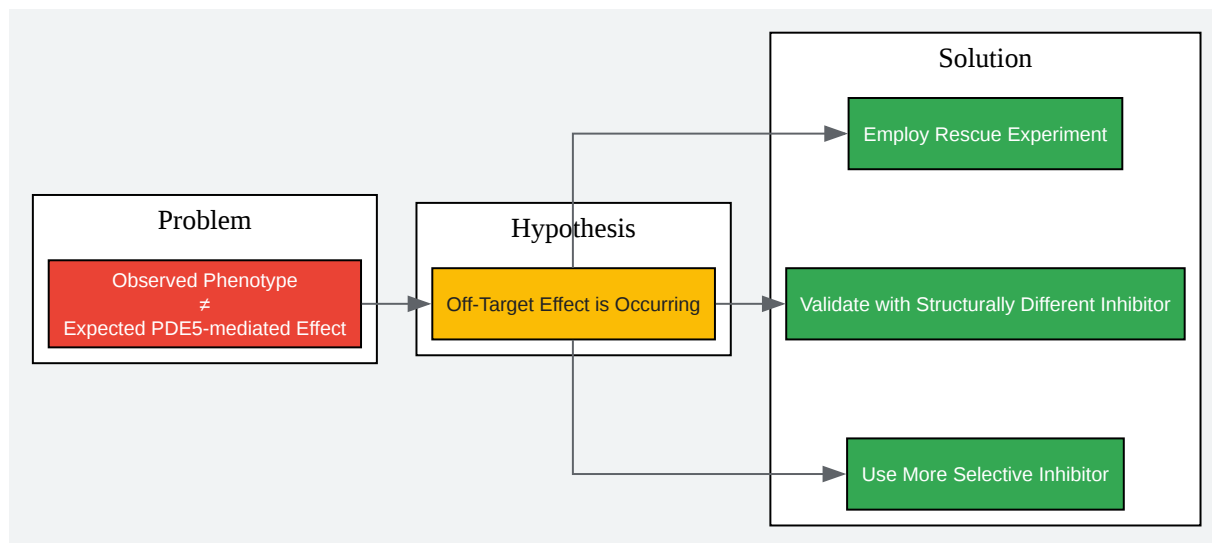 Problem
Observed Phenotype
≠
Expected PDE5-mediated Effect
Hypothesis
Off-Target Effect is Occurring
Solution
Employ Rescue Experiment
Validate with Structurally Different Inhibitor
Use More Selective Inhibitor